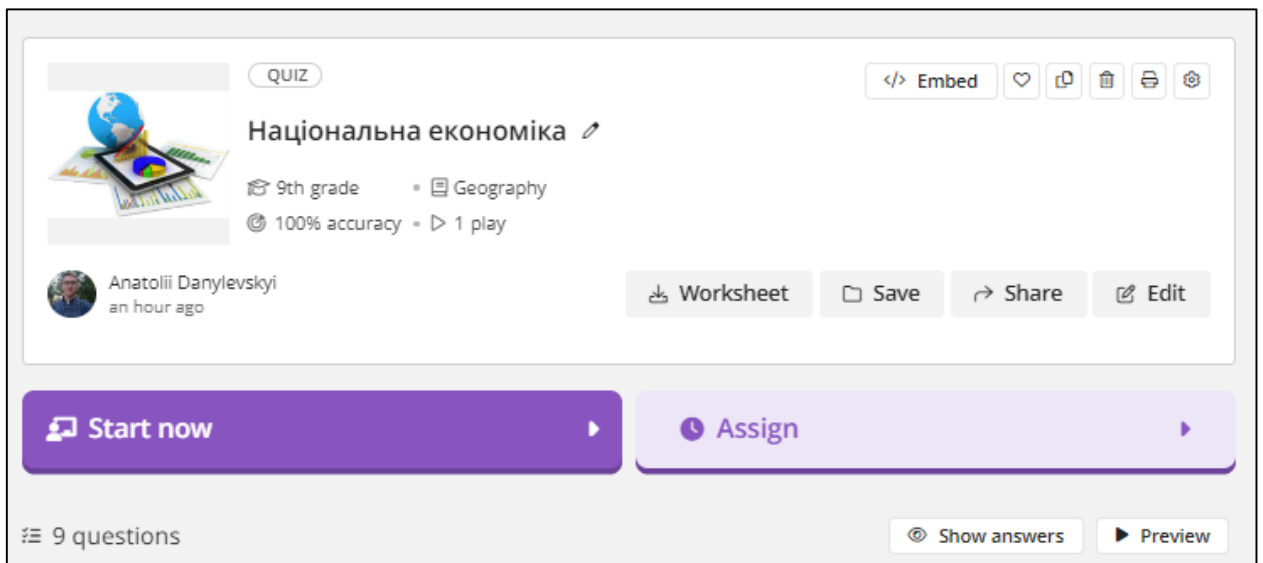 QUIZ
</> Embed
Національна економіка
9th grade • Geography
100% accuracy • 1 play
Anatolii Danylevskyi
an hour ago
Worksheet Save Share Edit
Start now
Assign
9 questions
Show answers Preview